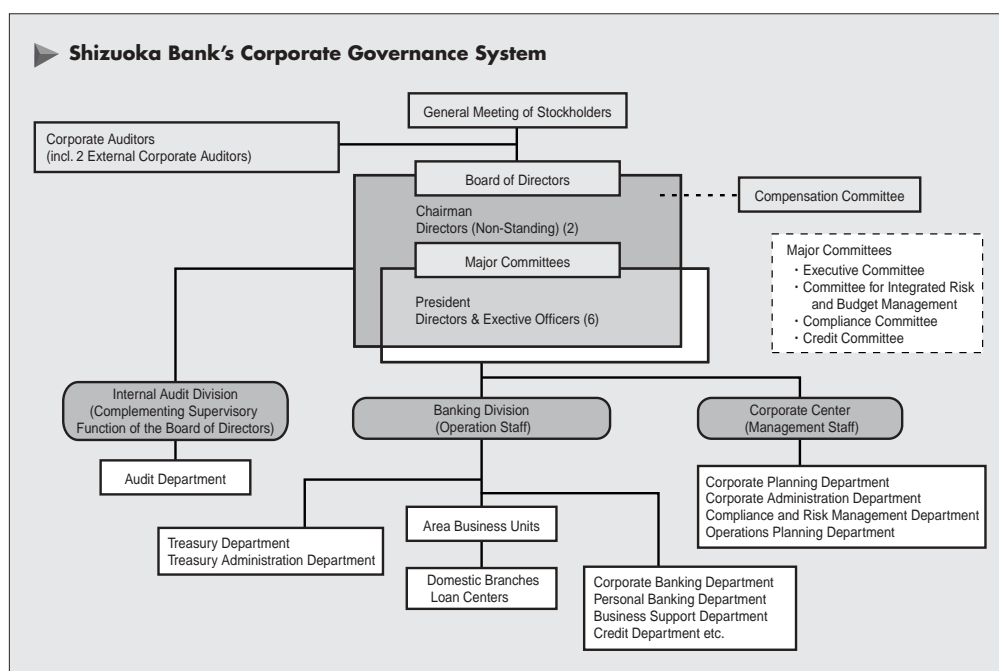 Shizuoka Bank's Corporate Governance System
General Meeting of Stockholders
Corporate Auditors
(incl. 2 External Corporate Auditors)
Board of Directors
Compensation Committee
Chairman
Directors (Non-Standing) (2)
Major Committees
President
Directors & Exective Officers (6)
Major Committees
・Executive Committee
・Committee for Integrated Risk
and Budget Management
・Compliance Committee
・Credit Committee
Internal Audit Division
(Complementing Supervisory
Function of the Board of Directors)
Banking Division
(Operation Staff)
Corporate Center
(Management Staff)
Audit Department
Corporate Planning Department
Corporate Administration Department
Compliance and Risk Management Department
Operations Planning Department
Treasury Department
Treasury Administration Department
Area Business Units
Domestic Branches
Loan Centers
Corporate Banking Department
Personal Banking Department
Business Support Department
Credit Department etc.